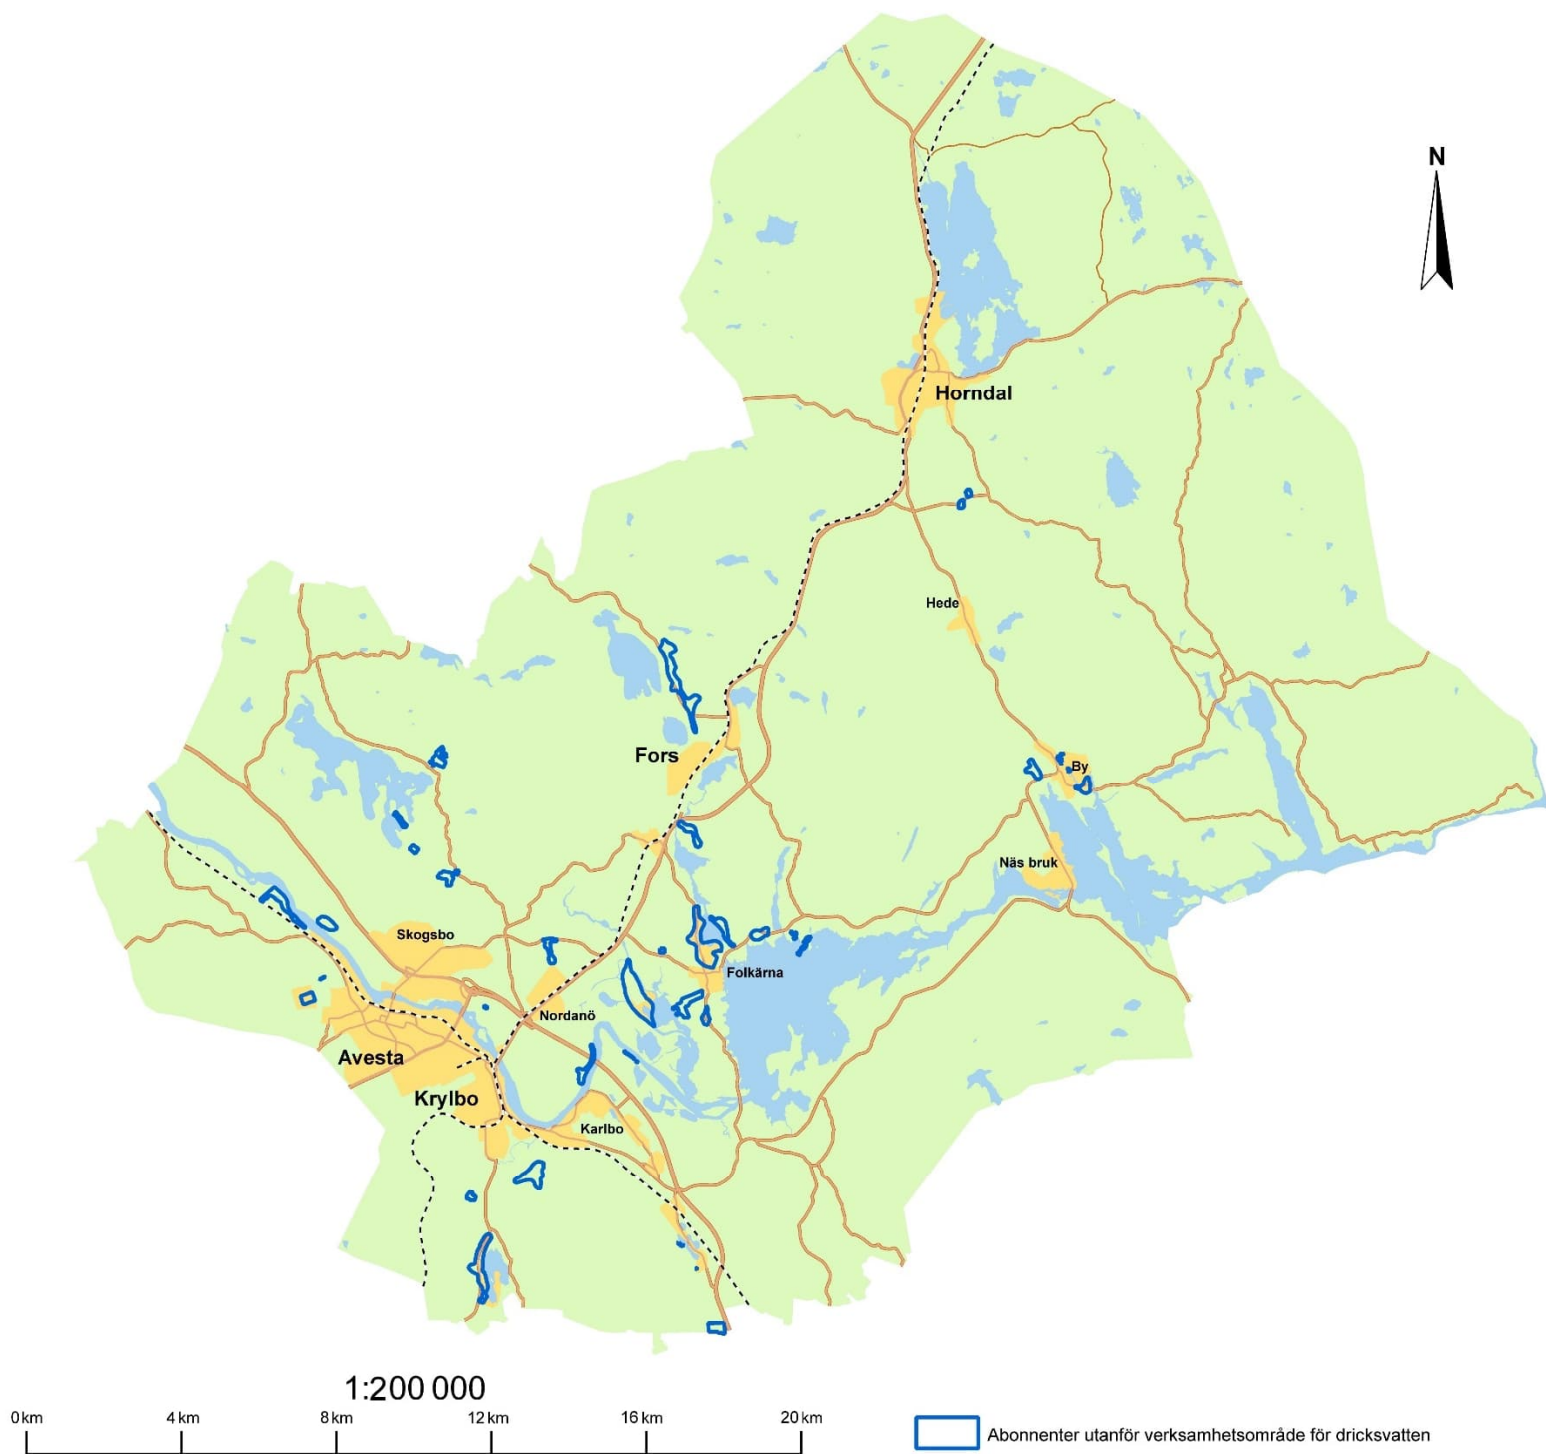 N
Horndal
Hede
Fors
By
Näs bruk
Skogsbo
Folkärna
Nordanö
Avesta
Krylbo
Karlbo
1:200 000
0 km 4 km 8 km 12 km 16 km 20 km
Abonnenter utanför verksamhetsområde för dricksvatten